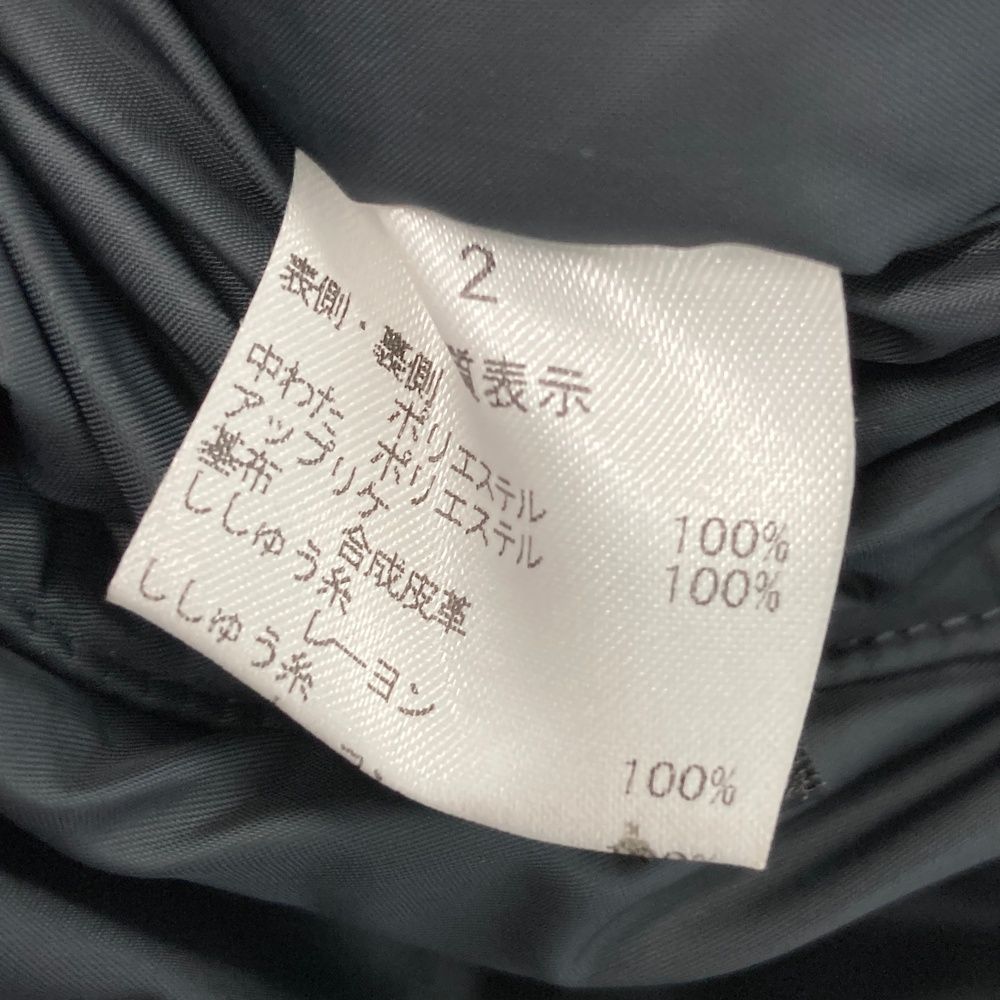 2
表示
表側・裏側 ポリエステル 100%
中わた ポリエステル 100%
アップリケ
基布 合成皮革
ししゅう糸 レーヨン 100%
ししゅう糸